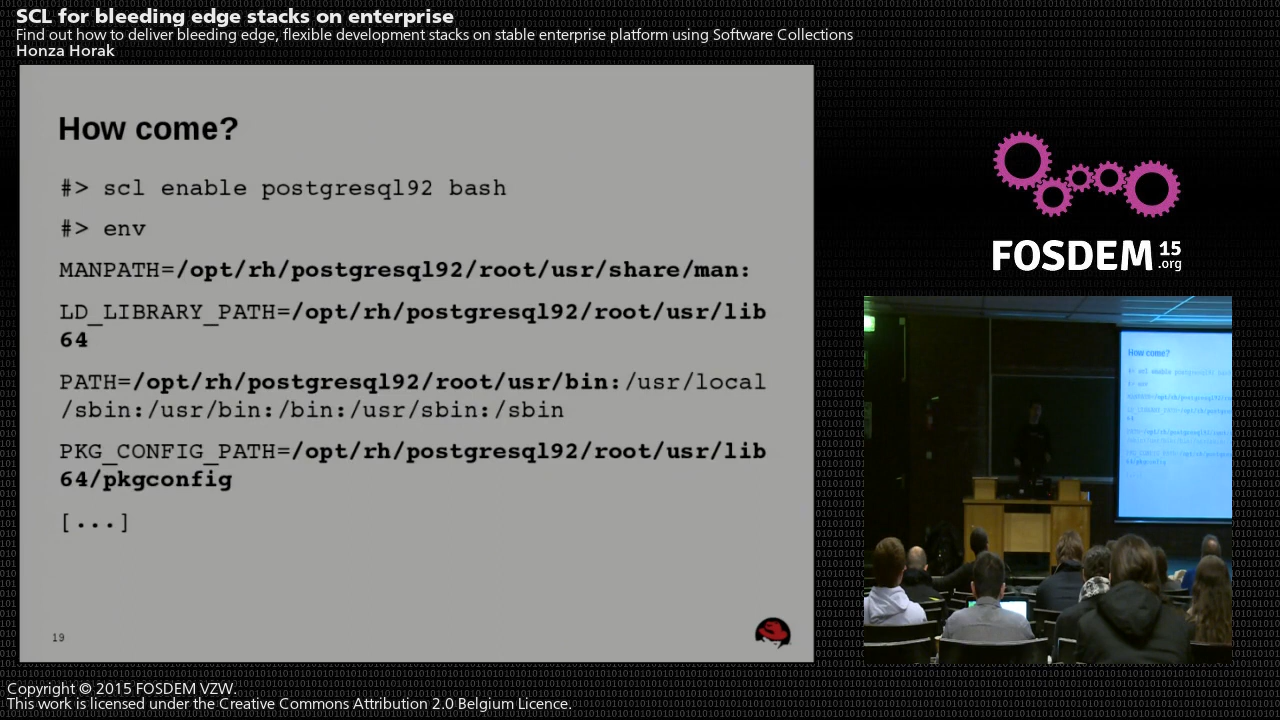 SCL for bleeding edge stacks on enterprise
Find out how to deliver bleeding edge, flexible development stacks on stable enterprise platform using Software Collections
Honza Horak
How come?
#> scl enable postgresql92 bash
#> env
MANPATH=/opt/rh/postgresql92/root/usr/share/man:
LD_LIBRARY_PATH=/opt/rh/postgresql92/root/usr/lib
64
PATH=/opt/rh/postgresql92/root/usr/bin:/usr/local
/sbin:/usr/bin:/bin:/usr/sbin:/sbin
PKG_CONFIG_PATH=/opt/rh/postgresql92/root/usr/lib
64/pkgconfig
[...]
19
FOSDEM 15
.org
How come?
Copyright © 2015 FOSDEM VZW.
This work is licensed under the Creative Commons Attribution 2.0 Belgium Licence.